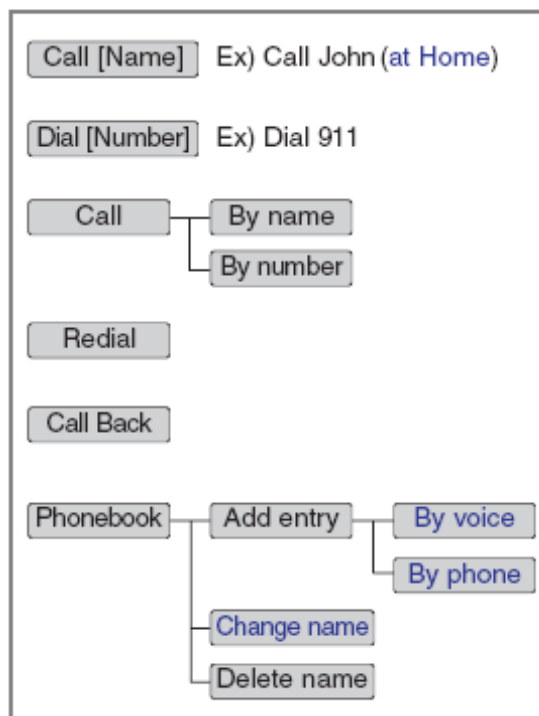 Call [Name] Ex) Call John (at Home)
Dial [Number] Ex) Dial 911
Call By name
By number
Redial
Call Back
Phonebook Add entry By voice
By phone
Change name
Delete name